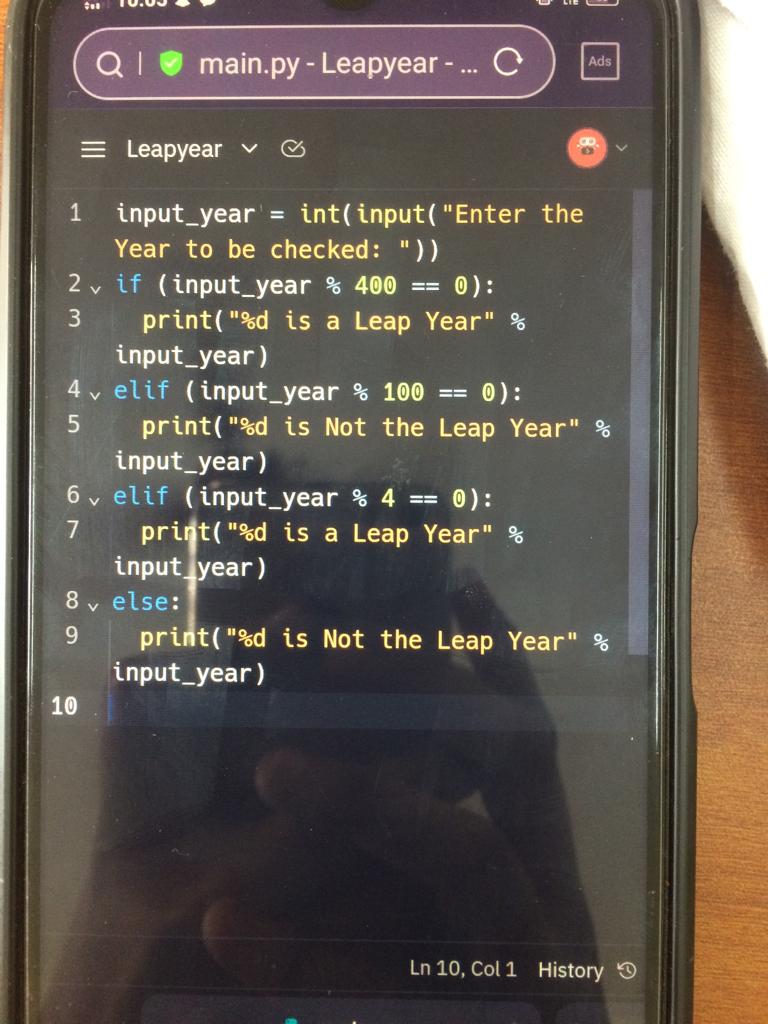 main.py - Leapyear - ...
Ads
Leapyear
1 input_year = int(input("Enter the
Year to be checked: "))
2 if (input_year % 400 == 0):
3 print("%d is a Leap Year" %
input_year)
4 elif (input_year % 100 == 0):
5 print("%d is Not the Leap Year" %
input_year)
6 elif (input_year % 4 == 0):
7 print("%d is a Leap Year" %
input_year)
8 else:
9 print("%d is Not the Leap Year" %
input_year)
10
Ln 10, Col 1 History